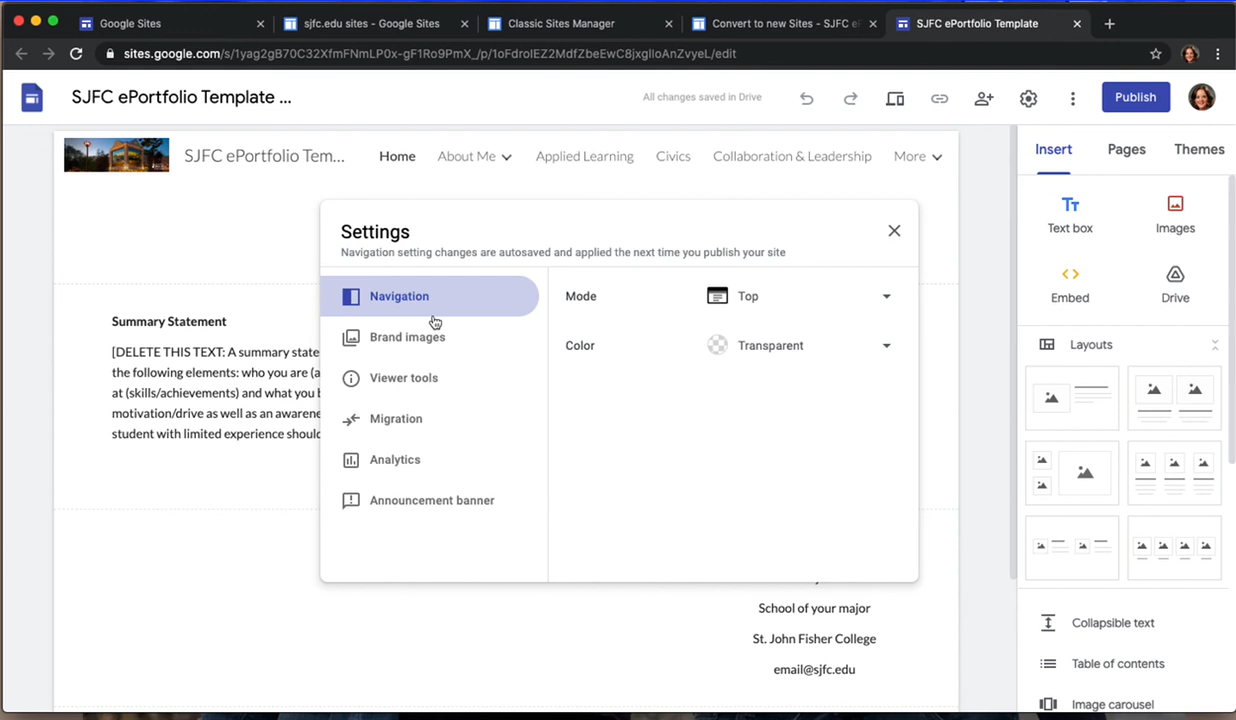 Google Sites
sjfc.edu sites - Google Sites
Classic Sites Manager
Convert to new Sites - SJFC eP
SJFC ePortfolio Template
sites.google.com/s/1yag2gB70C32XfmFNmLP0x-gF1Ro9PmX_/p/1oFdroIEZ2MdfZbeEwC8jxgIloAnZvyeL/edit
SJFC ePortfolio Template ...
All changes saved in Drive
Publish
SJFC ePortfolio Tem...
Home
About Me
Applied Learning
Civics
Collaboration & Leadership
More
Insert
Pages
Themes
Text box
Images
Embed
Drive
Layouts
Collapsible text
Table of contents
Image carousel
Settings
Navigation setting changes are autosaved and applied the next time you publish your site
Navigation
Brand images
Viewer tools
Migration
Analytics
Announcement banner
Mode
Top
Color
Transparent
Summary Statement
[DELETE THIS TEXT: A summary state
the following elements: who you are (a
at (skills/achievements) and what you b
motivation/drive as well as an awarene
student with limited experience shoul
School of your major
St. John Fisher College
email@sjfc.edu